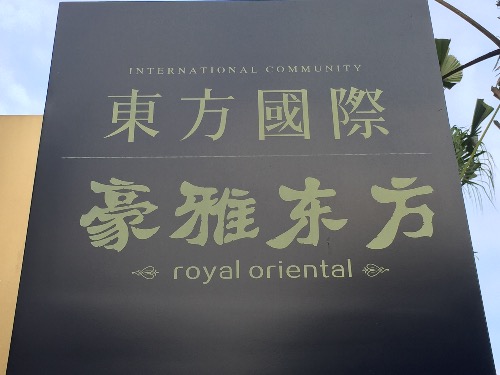 INTERNATIONAL COMMUNITY
東方國際
豪雅东方
royal oriental